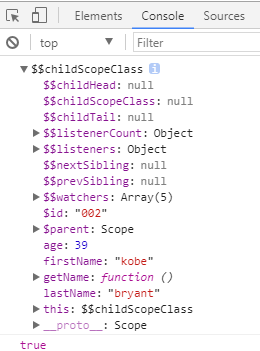 Elements Console Sources
top Filter
▼ $$childScopeClass i
$$childHead: null
$$childScopeClass: null
$$childTail: null
▶ $$listenerCount: Object
▶ $$listeners: Object
$$nextSibling: null
$$prevSibling: null
▶ $$watchers: Array(5)
$id: "002"
▶ $parent: Scope
age: 39
firstName: "kobe"
▶ getName: function ()
lastName: "bryant"
▶ this: $$childScopeClass
▶ __proto__: Scope
true